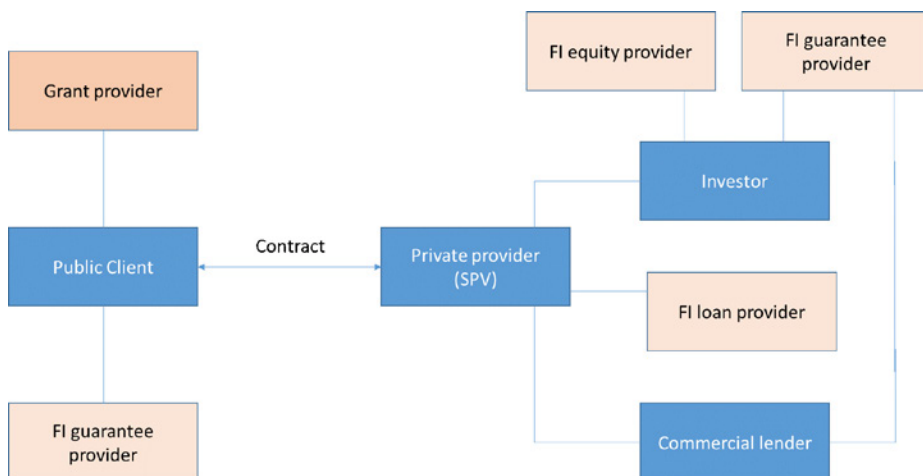 FI equity provider
FI guarantee
provider
Grant provider
Investor
Contract
Public Client
Private provider
(SPV)
FI loan provider
FI guarantee
provider
Commercial lender